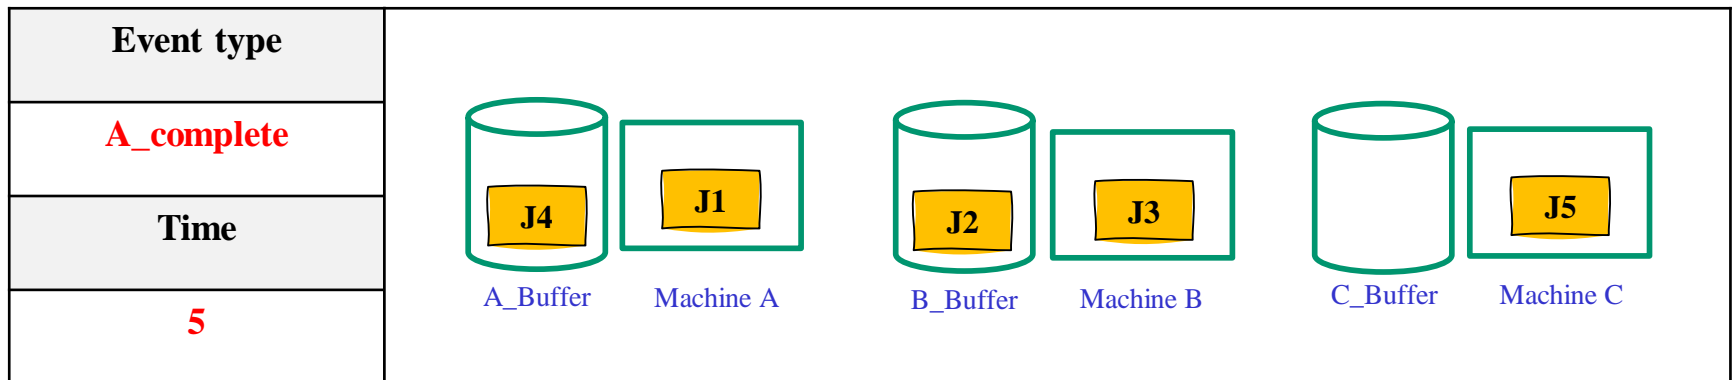 Event type
A_complete
Time
5
J4
J1
J2
J3
J5
A_Buffer
Machine A
B_Buffer
Machine B
C_Buffer
Machine C